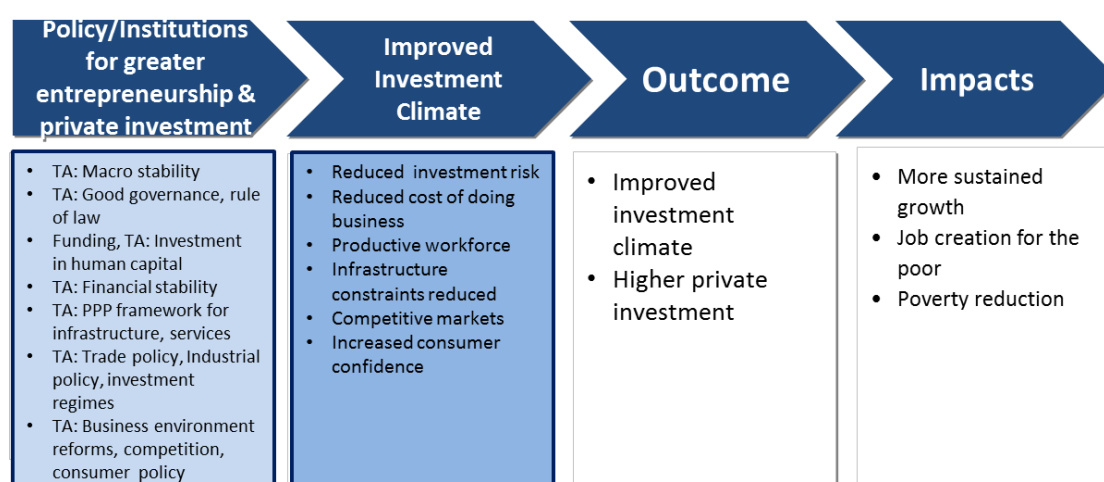 Policy/Institutions
for greater
entrepreneurship &
private investment
• TA: Macro stability
• TA: Good governance, rule
of law
• Funding, TA: Investment
in human capital
• TA: Financial stability
• TA: PPP framework for
infrastructure, services
• TA: Trade policy, Industrial
policy, investment
regimes
• TA: Business environment
reforms, competition,
consumer policy
Improved
Investment
Climate
• Reduced investment risk
• Reduced cost of doing
business
• Productive workforce
• Infrastructure
constraints reduced
• Competitive markets
• Increased consumer
confidence
Outcome
• Improved
investment
climate
• Higher private
investment
Impacts
• More sustained
growth
• Job creation for the
poor
• Poverty reduction